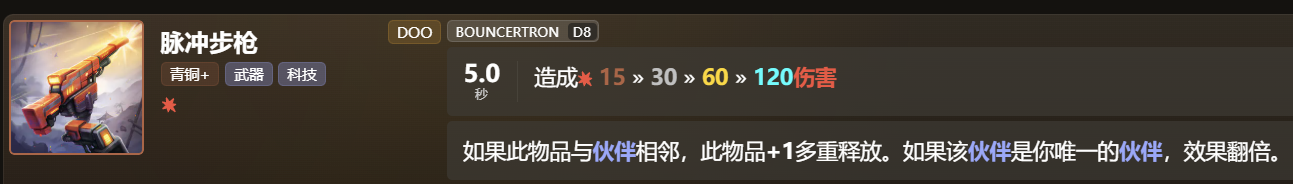 脉冲步枪
DOO
BOUNCERTRON D8
青铜+ 武器 科技
5.0
秒
造成 15 » 30 » 60 » 120伤害
如果此物品与伙伴相邻，此物品+1多重释放。如果该伙伴是你唯一的伙伴，效果翻倍。